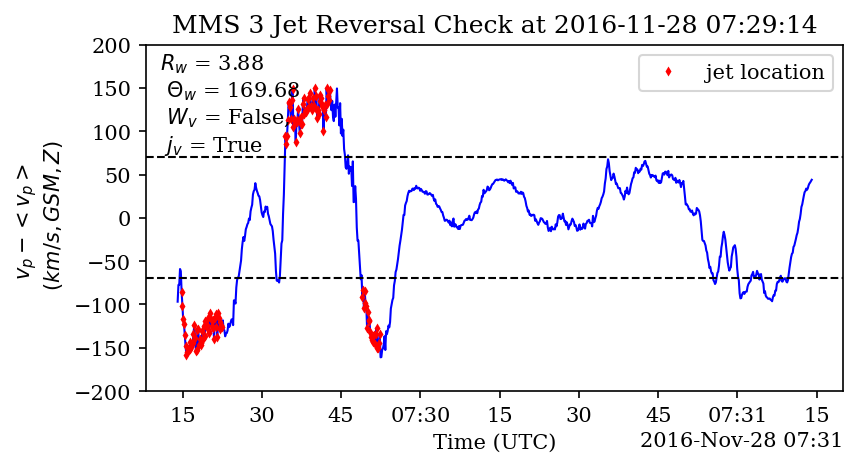 MMS 3 Jet Reversal Check at 2016-11-28 07:29:14
R_w = 3.88
Θ_w = 169.68
W_v = False
j_v = True
jet location
v_p − < v_p >
(km/s, GSM, Z)
200
150
100
50
0
−50
−100
−150
−200
15
30
45
07:30
15
30
45
07:31
15
Time (UTC)
2016-Nov-28 07:31